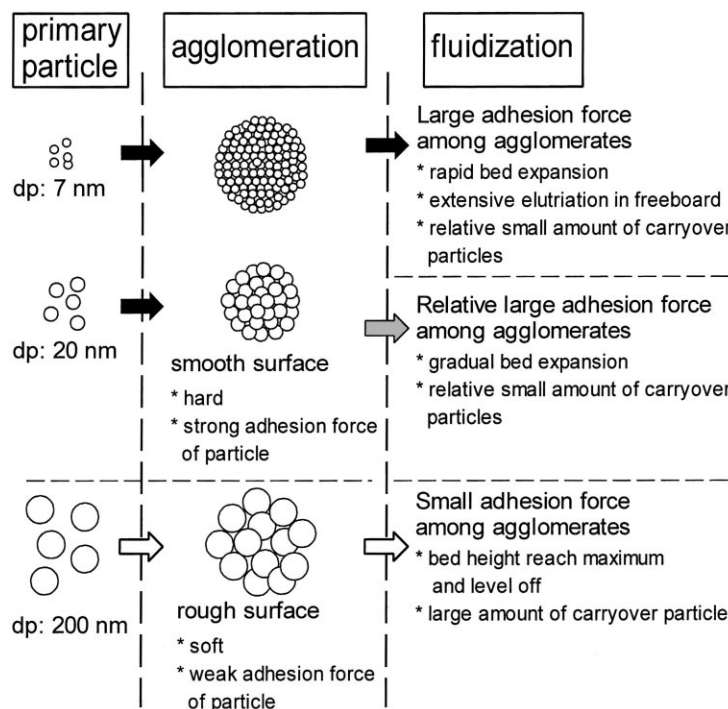 primary
particle
agglomeration
fluidization
dp: 7 nm
Large adhesion force
among agglomerates
* rapid bed expansion
* extensive elutriation in freeboard
* relative small amount of carryover
particles
dp: 20 nm
smooth surface
* hard
* strong adhesion force
of particle
Relative large adhesion force
among agglomerates
* gradual bed expansion
* relative small amount of carryover
particles
dp: 200 nm
rough surface
* soft
* weak adhesion force
of particle
Small adhesion force
among agglomerates
* bed height reach maximum
and level off
* large amount of carryover particle